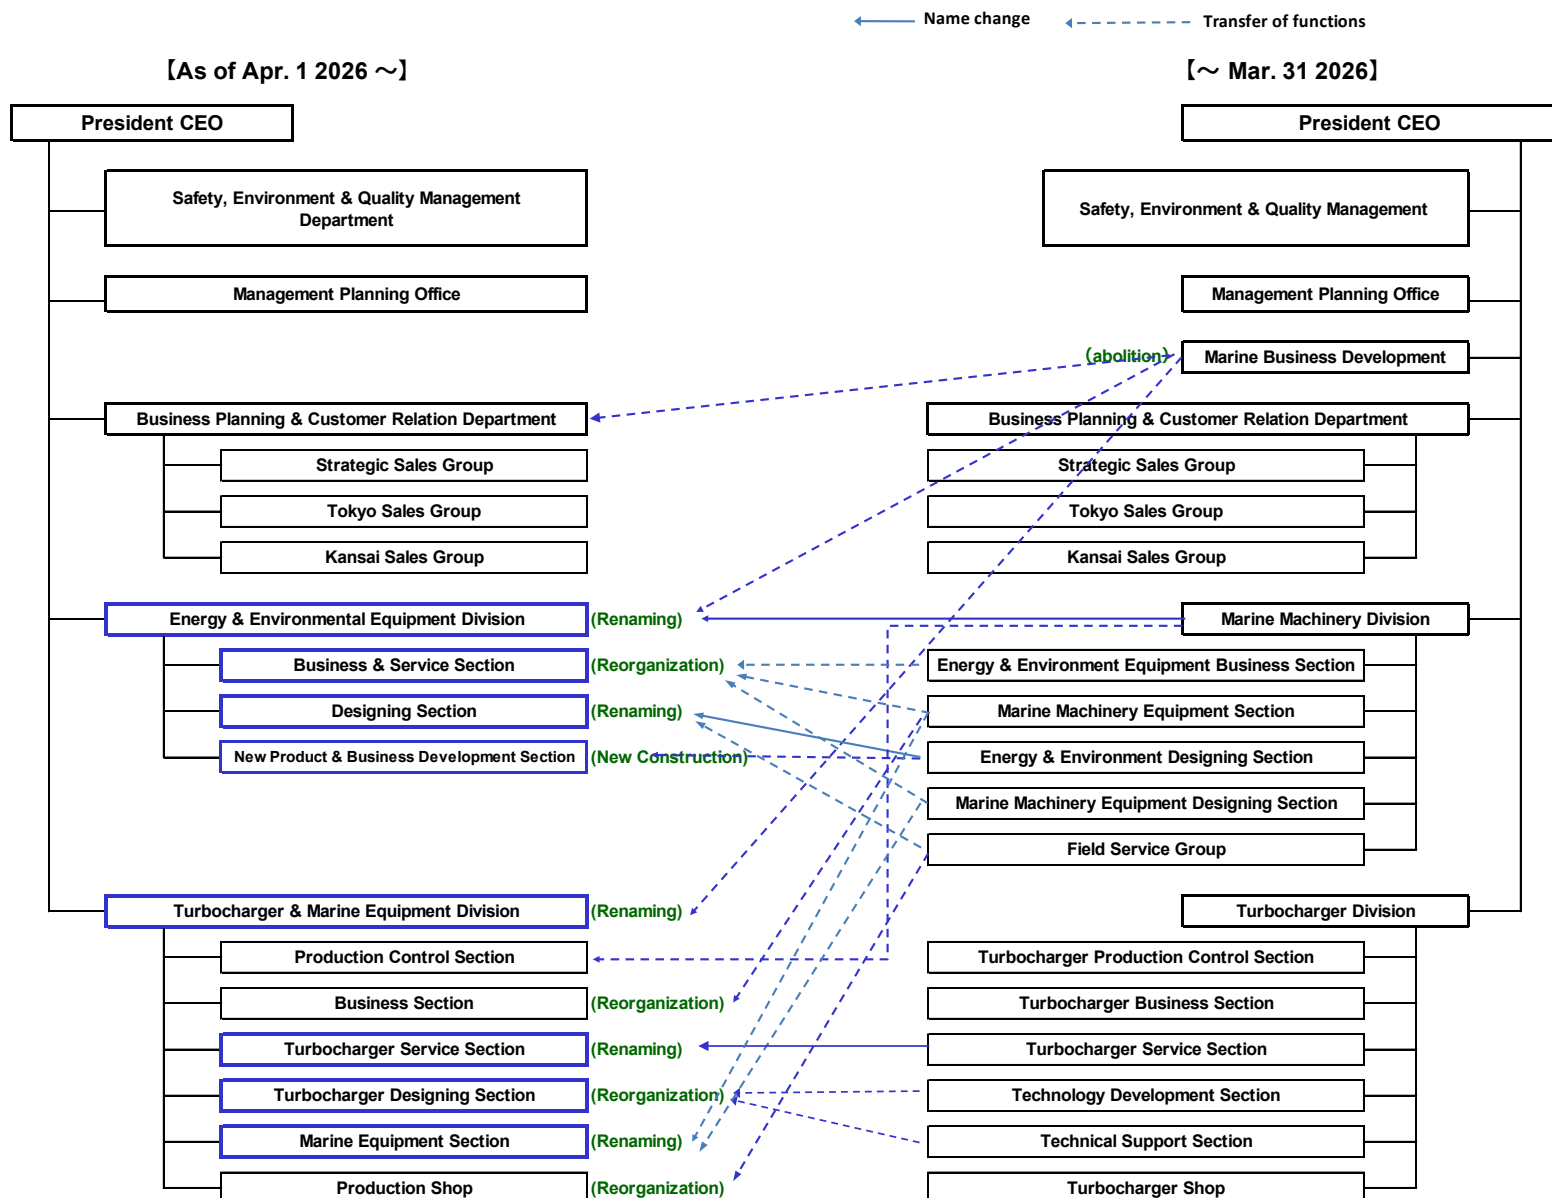 Name change
Transfer of functions
【As of Apr. 1 2026 ～】
【～ Mar. 31 2026】
President CEO
President CEO
Safety, Environment & Quality Management
Department
Safety, Environment & Quality Management
Management Planning Office
Management Planning Office
(abolition)
Marine Business Development
Business Planning & Customer Relation Department
Business Planning & Customer Relation Department
Strategic Sales Group
Strategic Sales Group
Tokyo Sales Group
Tokyo Sales Group
Kansai Sales Group
Kansai Sales Group
Energy & Environmental Equipment Division
(Renaming)
Marine Machinery Division
Business & Service Section
(Reorganization)
Energy & Environment Equipment Business Section
Designing Section
(Renaming)
Marine Machinery Equipment Section
New Product & Business Development Section
(New Construction)
Energy & Environment Designing Section
Marine Machinery Equipment Designing Section
Field Service Group
Turbocharger & Marine Equipment Division
(Renaming)
Turbocharger Division
Production Control Section
Turbocharger Production Control Section
Business Section
(Reorganization)
Turbocharger Business Section
Turbocharger Service Section
(Renaming)
Turbocharger Service Section
Turbocharger Designing Section
(Reorganization)
Technology Development Section
Marine Equipment Section
(Renaming)
Technical Support Section
Production Shop
(Reorganization)
Turbocharger Shop